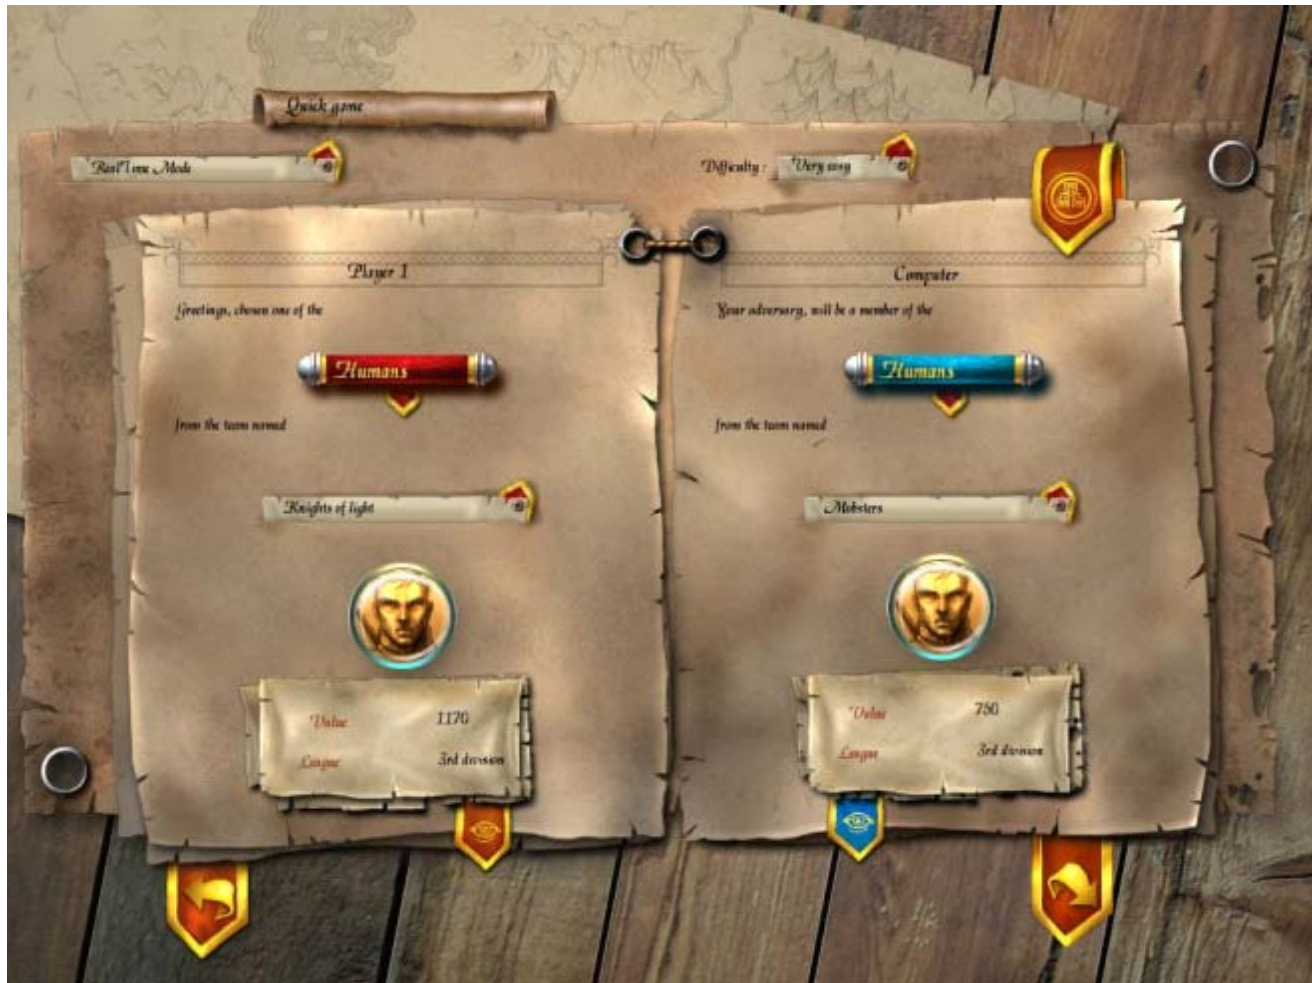 Quick game
RealTime Mode
Difficulty :
Very easy
Player 1
Computer
Greetings, chosen one of the
Your adversary, will be a member of the
Humans
Humans
from the team named
from the team named
Knights of light
Mobsters
Value 1170
Value 750
League 3rd division
League 3rd division